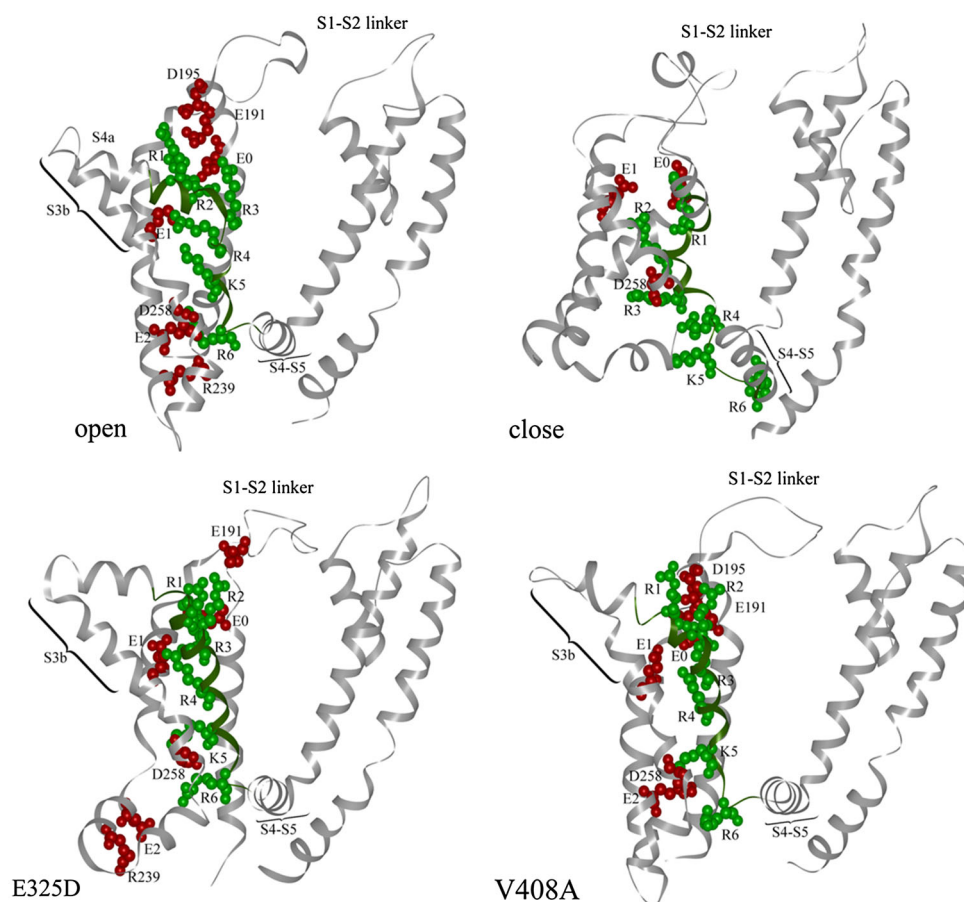 S1-S2 linker
D195
E191
S4a
R1
E0
R2
R3
S3b
E1
R4
K5
D258
E2
R6
R239
S4-S5
open
S1-S2 linker
E1
E0
R2
R1
D258
R3
R4
S4-S5
K5
R6
close
S1-S2 linker
E191
R1
R2
E0
E1
R3
S3b
R4
K5
D258
R6
S4-S5
E2
R239
E325D
S1-S2 linker
D195
R1
R2
E191
E1
E0
S3b
R3
R4
K5
D258
E2
S4-S5
R6
V408A